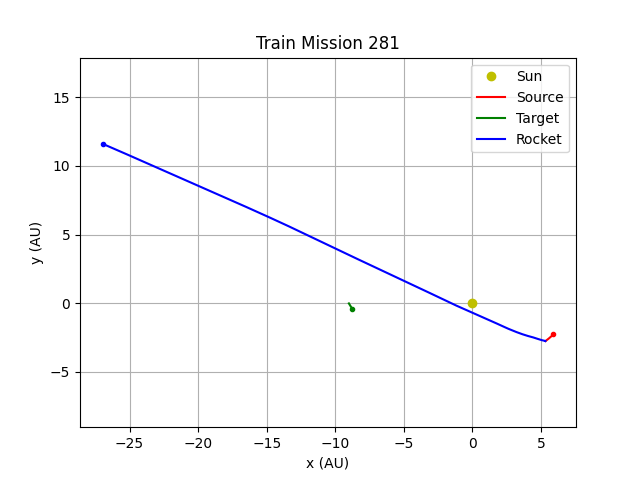 Train Mission 281
Sun
Source
Target
Rocket
15
10
5
0
−5
y (AU)
−25 −20 −15 −10 −5 0 5
x (AU)